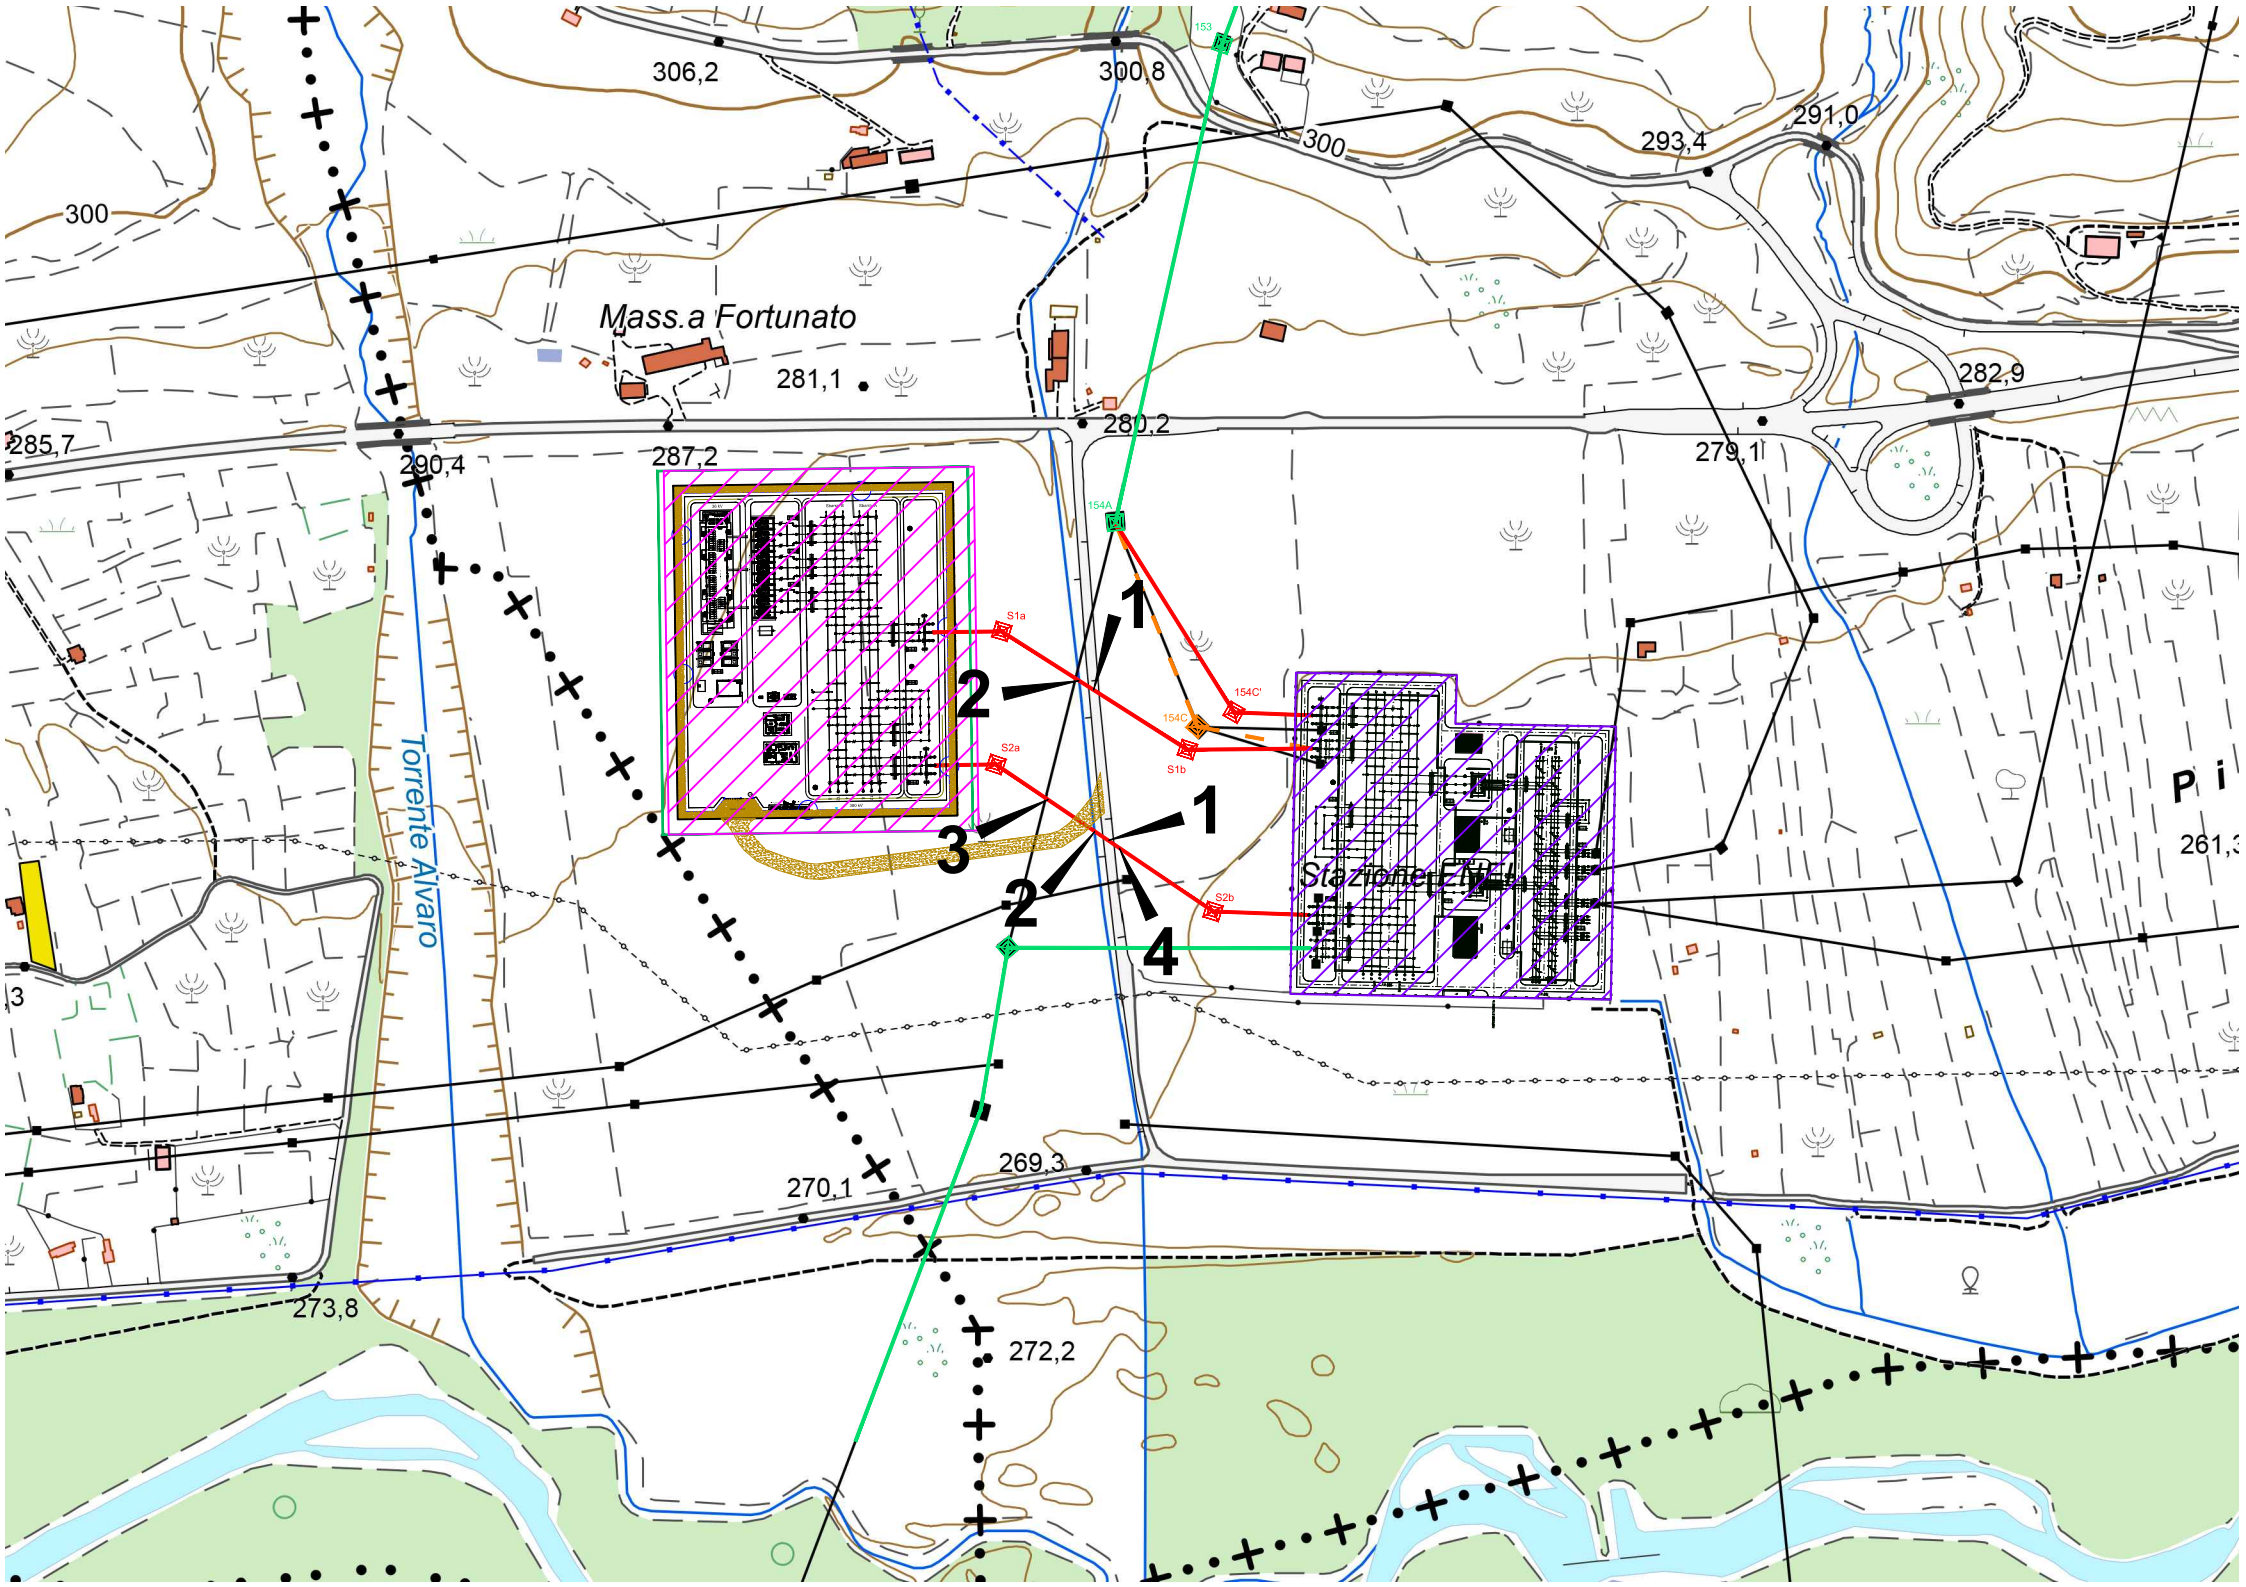 153
306,2
300,8
291,0
293,4
300
300
Mass.a Fortunato
281,1
282,9
280,2
285,7
290,4
287,2
279,1
154A
1
S1a
2
154C'
154C
S1b
S2a
Torrente Alvaro
P i
1
3
261,3
Stazione ENEL
2
S2b
4
,3
269,3
270,1
273,8
272,2